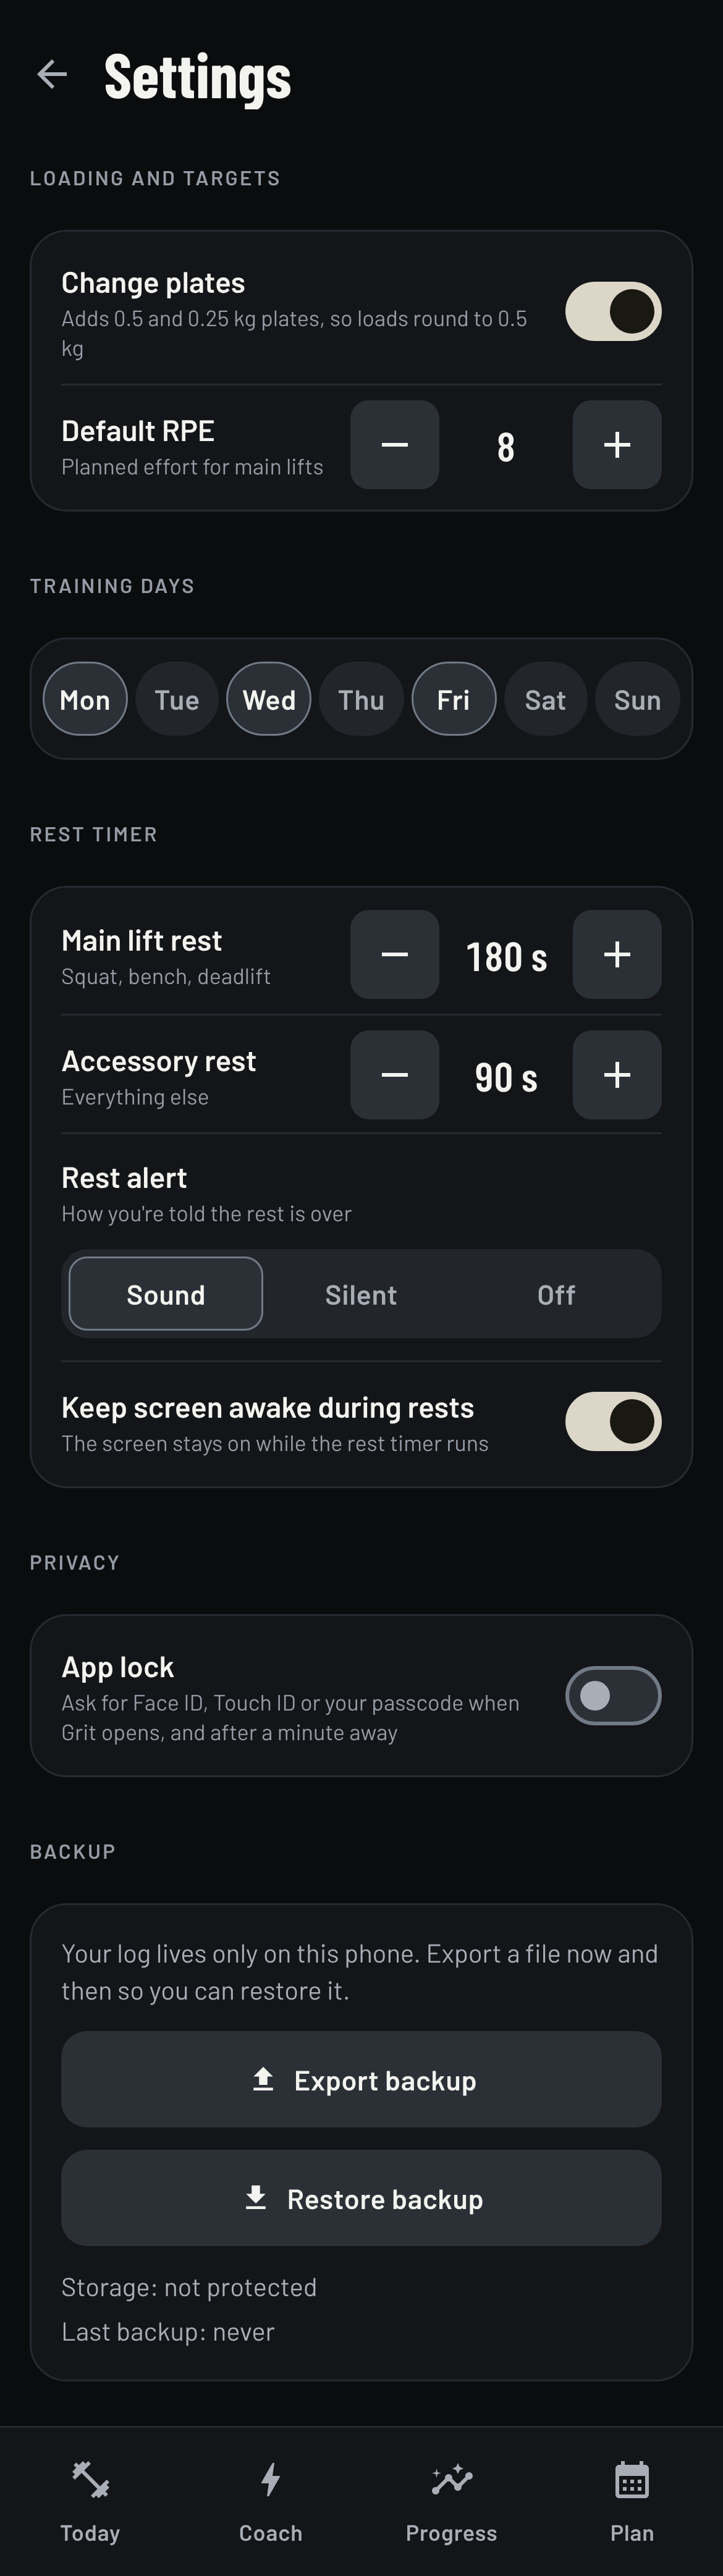 Settings
LOADING AND TARGETS
Change plates
Adds 0.5 and 0.25 kg plates, so loads round to 0.5
kg
Default RPE
Planned effort for main lifts
8
TRAINING DAYS
Mon Tue Wed Thu Fri Sat Sun
REST TIMER
Main lift rest
Squat, bench, deadlift
180 s
Accessory rest
Everything else
90 s
Rest alert
How you're told the rest is over
Sound Silent Off
Keep screen awake during rests
The screen stays on while the rest timer runs
PRIVACY
App lock
Ask for Face ID, Touch ID or your passcode when
Grit opens, and after a minute away
BACKUP
Your log lives only on this phone. Export a file now and
then so you can restore it.
Export backup
Restore backup
Storage: not protected
Last backup: never
Today Coach Progress Plan